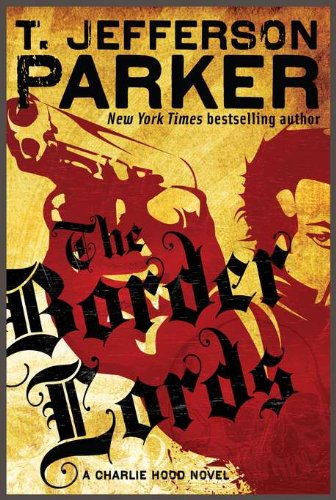 T. JEFFERSON
PARKER
New York Times bestselling author
The
Border
Lords
A CHARLIE HOOD NOVEL